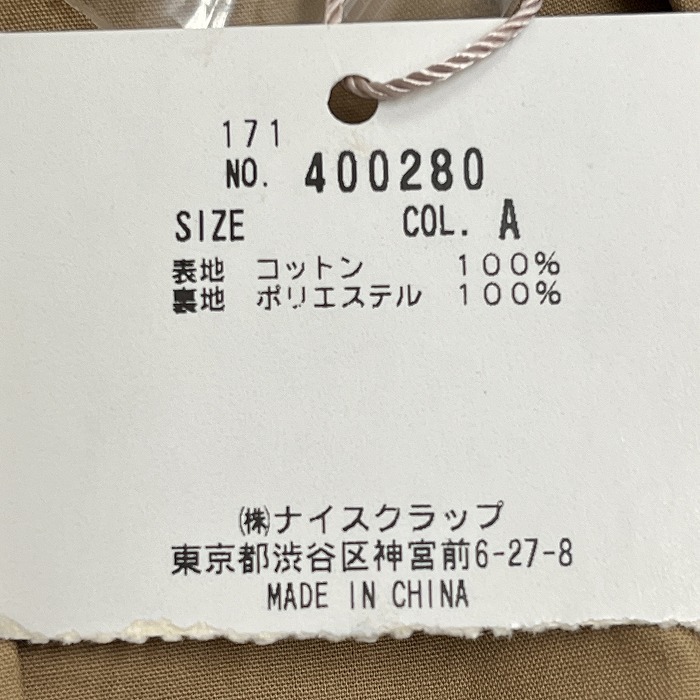 171
NO. 400280
SIZE COL. A
表地 コットン 100%
裏地 ポリエステル 100%
㈱ナイスクラップ
東京都渋谷区神宮前6-27-8
MADE IN CHINA